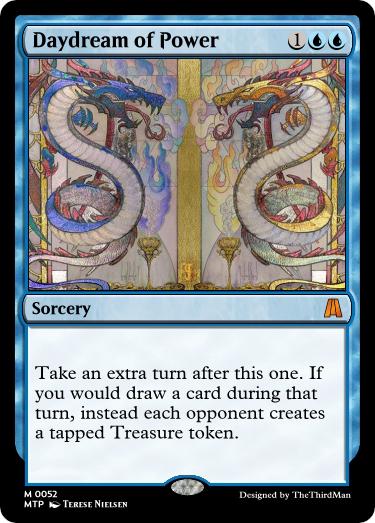 Daydream of Power 1
Sorcery
Take an extra turn after this one. If
you would draw a card during that
turn, instead each opponent creates
a tapped Treasure token.
M 0052
MTP Terese Nielsen
Designed by TheThirdMan